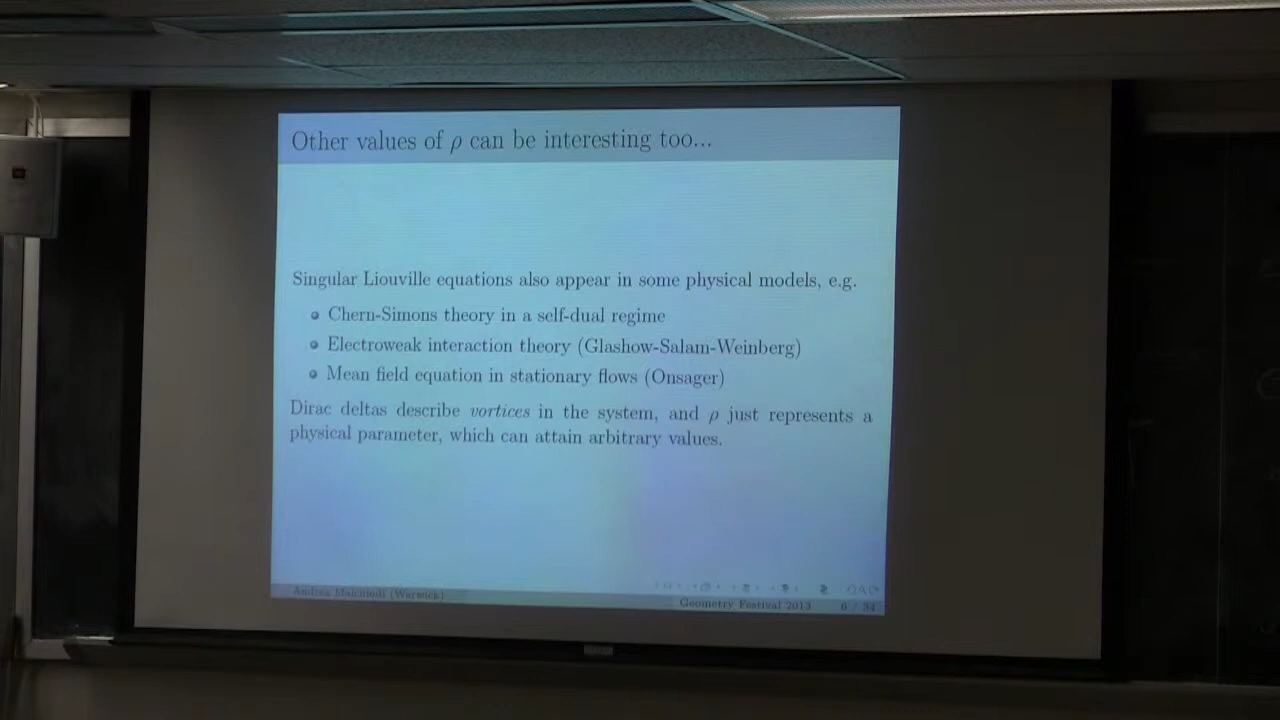 Other values of ρ can be interesting too...
Singular Liouville equations also appear in some physical models, e.g.
Chern-Simons theory in a self-dual regime
Electroweak interaction theory (Glashow-Salam-Weinberg)
Mean field equation in stationary flows (Onsager)
Dirac deltas describe vortices in the system, and ρ just represents a
physical parameter, which can attain arbitrary values.
Andrea Malchiodi (Warwick)
Geometry Festival 2013 6 / 34